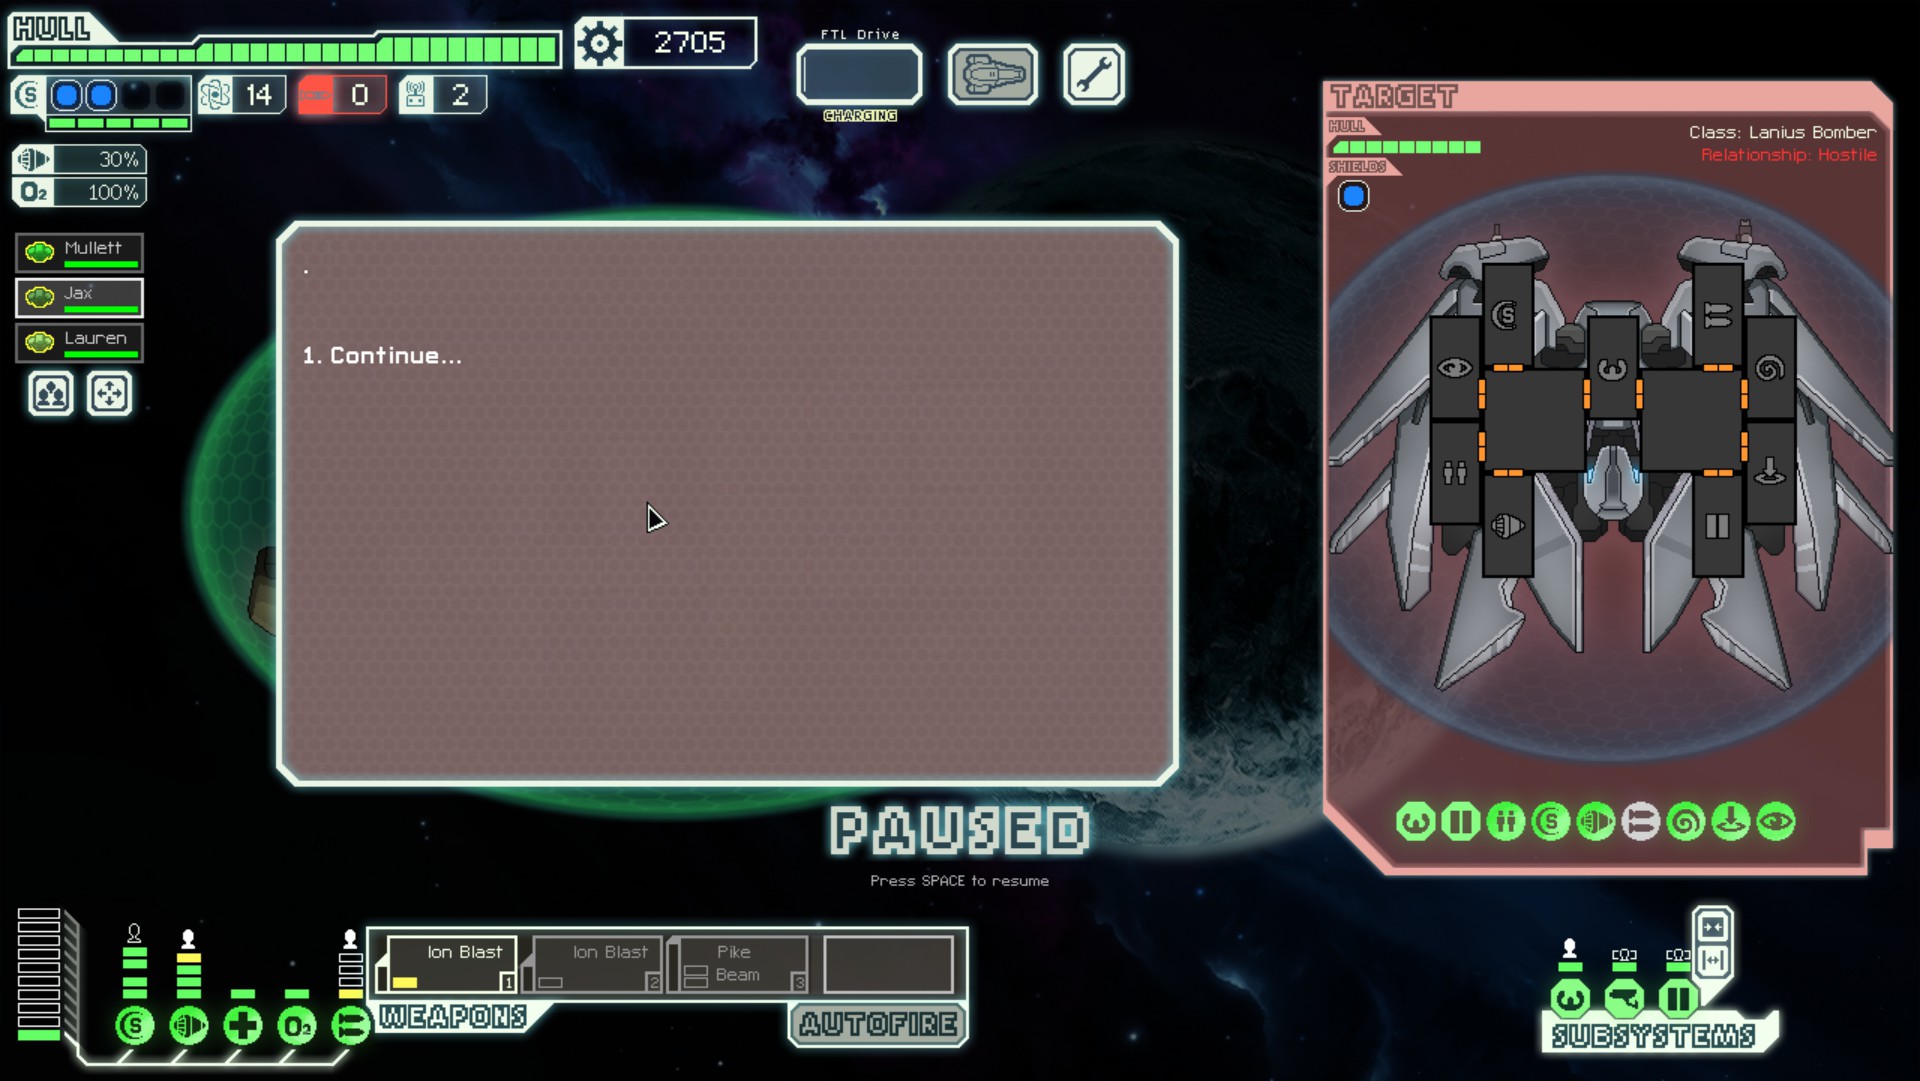 HULL
2705
FTL Drive
CHARGING
14
0
2
30%
O2 100%
Mullett
Jax
Lauren
.
1. Continue...
PAUSED
Press SPACE to resume
TARGET
HULL
Class: Lanius Bomber
Relationship: Hostile
SHIELDS
Ion Blast
1
Ion Blast
2
Pike
Beam
3
WEAPONS
AUTOFIRE
O2
SUBSYSTEMS